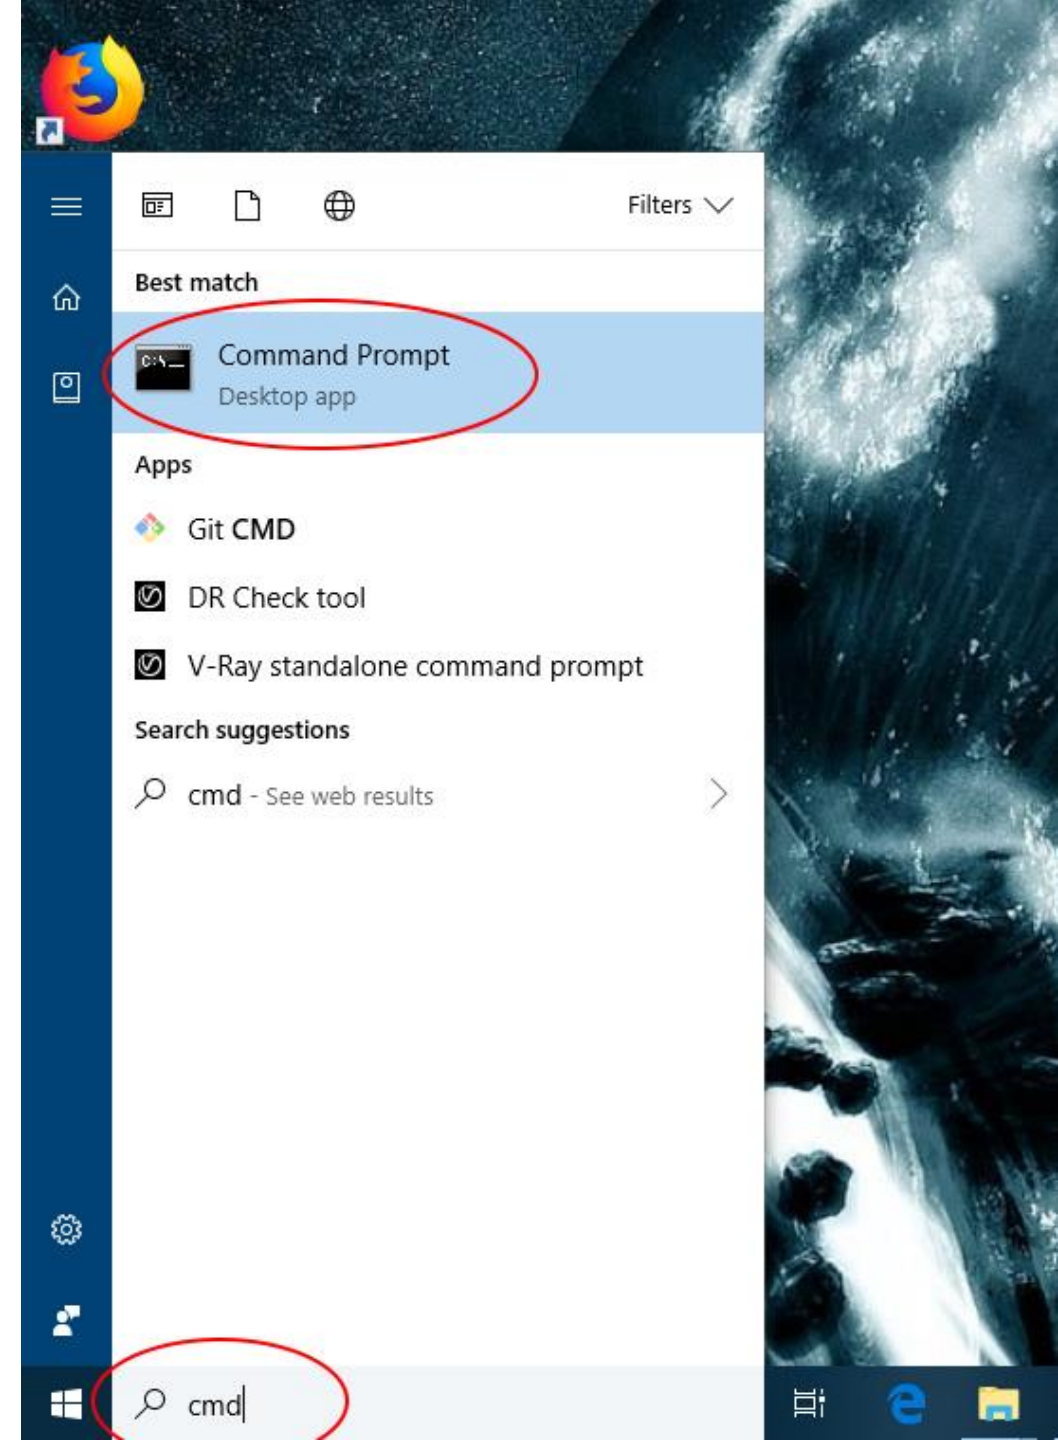 Filters
Best match
C:\_
Command Prompt
Desktop app
Apps
Git CMD
DR Check tool
V-Ray standalone command prompt
Search suggestions
cmd - See web results
cmd